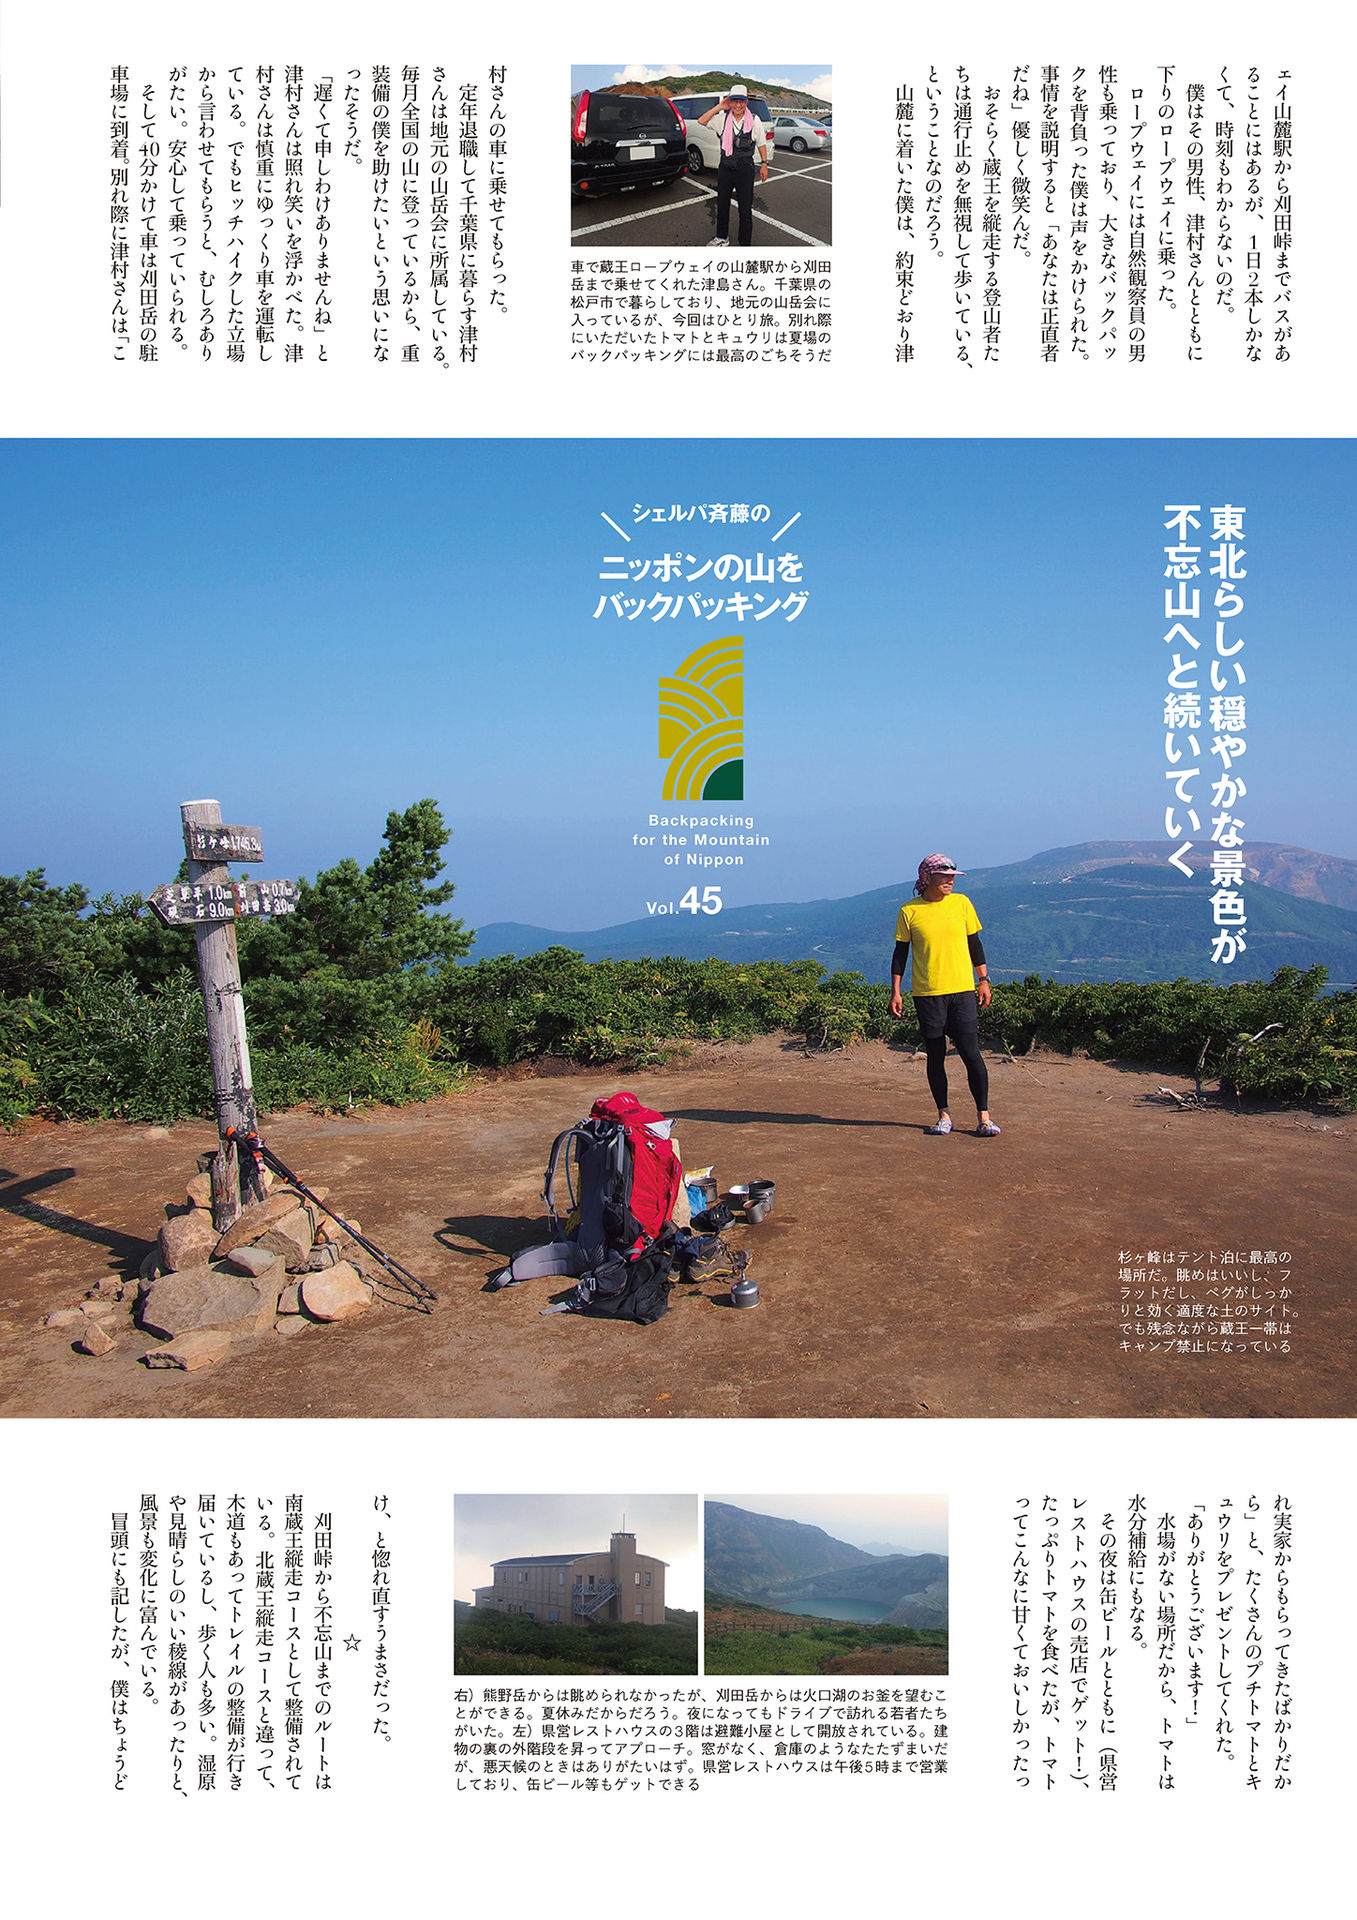 ェイ山麓駅から刈田峠までバスがあ
ることにはあるが、1日2本しかな
くて、時刻もわからないのだ。
僕はその男性、津村さんとともに
下りのロープウェイに乗った。
ロープウェイには自然観察員の男
性も乗っており、大きなバックパッ
クを背負った僕は声をかけられた。
事情を説明すると「あなたは正直者
だね」優しく微笑んだ。
おそらく蔵王を縦走する登山者た
ちは通行止めを無視して歩いている、
ということなのだろう。
山麓に着いた僕は、約束どおり津
車で蔵王ロープウェイの山麓駅から刈田
岳まで乗せてくれた津島さん。千葉県の
松戸市で暮らしており、地元の山岳会に
入っているが、今回はひとり旅。別れ際
にいただいたトマトとキュウリは夏場の
バックパッキングには最高のごちそうだ
村さんの車に乗せてもらった。
定年退職して千葉県に暮らす津村
さんは地元の山岳会に所属している。
毎月全国の山に登っているから、重
装備の僕を助けたいという思いにな
ったそうだ。
「遅くて申しわけありませんね」と
津村さんは照れ笑いを浮かべた。津
村さんは慎重にゆっくり車を運転し
ている。でもヒッチハイクした立場
から言わせてもらうと、むしろあり
がたい。安心して乗っていられる。
そして40分かけて車は刈田岳の駐
車場に到着。別れ際に津村さんは「こ
東北らしい穏やかな景色が
不忘山へと続いていく
シェルパ斉藤の
ニッポンの山を
バックパッキング
Backpacking
for the Mountain
of Nippon
Vol.45
杉ヶ峰 1,745.3m
芝草平 1.0km 前山 0.7km
硯石 9.0km 刈田岳 3.0km
杉ヶ峰はテント泊に最高の
場所だ。眺めはいいし、フ
ラットだし、ペグがしっか
りと効く適度な土のサイト。
でも残念ながら蔵王一帯は
キャンプ禁止になっている
れ実家からもらってきたばかりだか
ら」と、たくさんのプチトマトとキ
ュウリをプレゼントしてくれた。
「ありがとうございます！」
水場がない場所だから、トマトは
水分補給にもなる。
その夜は缶ビールとともに（県営
レストハウスの売店でゲット！）、
たっぷりトマトを食べたが、トマト
ってこんなに甘くておいしかったっ
右）熊野岳からは眺められなかったが、刈田岳からは火口湖のお釜を望むこ
とができる。夏休みだからだろう。夜になってもドライブで訪れる若者たち
がいた。左）県営レストハウスの3階は避難小屋として開放されている。建
物の裏の外階段を昇ってアプローチ。窓がなく、倉庫のようなたたずまいだ
が、悪天候のときはありがたいはず。県営レストハウスは午後5時まで営業
しており、缶ビール等もゲットできる
け、と惚れ直すうまさだった。
☆
刈田峠から不忘山までのルートは
南蔵王縦走コースとして整備されて
いる。北蔵王縦走コースと違って、
木道もあってトレイルの整備が行き
届いているし、歩く人も多い。湿原
や見晴らしのいい稜線があったりと、
風景も変化に富んでいる。
冒頭にも記したが、僕はちょうど